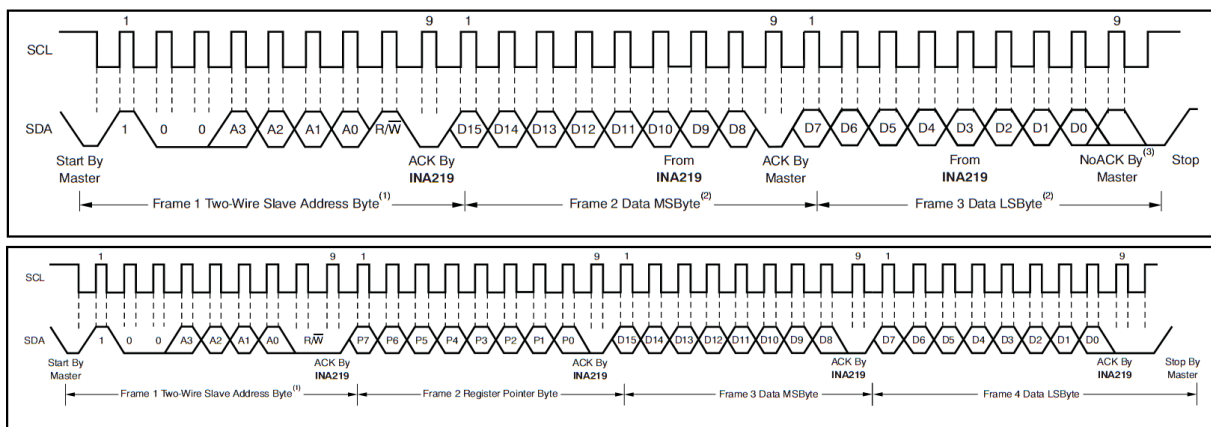 1 9 1 9 1 9
SCL
SDA 1 0 0 A3 A2 A1 A0 R/W̅ D15 D14 D13 D12 D11 D10 D9 D8 D7 D6 D5 D4 D3 D2 D1 D0
Start By ACK By From ACK By From NoACK By(3) Stop
Master INA219 INA219 Master INA219 Master
Frame 1 Two-Wire Slave Address Byte(1) Frame 2 Data MSByte(2) Frame 3 Data LSByte(2)
1 9 1 9 1 9 1 9
SCL
SDA 1 0 0 A3 A2 A1 A0 R/W̅ P7 P6 P5 P4 P3 P2 P1 P0 D15 D14 D13 D12 D11 D10 D9 D8 D7 D6 D5 D4 D3 D2 D1 D0
Start By ACK By ACK By ACK By ACK By Stop By
Master INA219 INA219 INA219 INA219 Master
Frame 1 Two-Wire Slave Address Byte(1) Frame 2 Register Pointer Byte Frame 3 Data MSByte Frame 4 Data LSByte